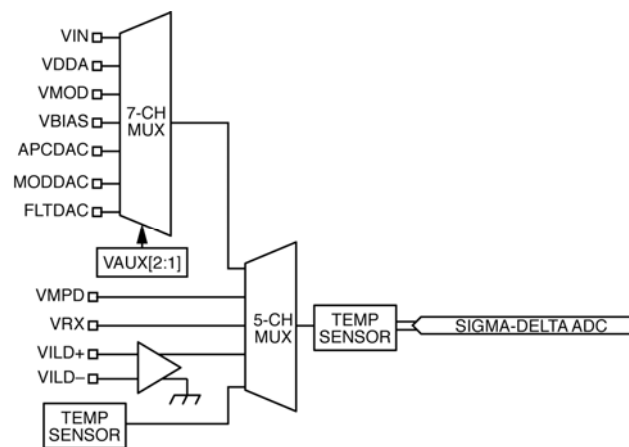 VIN
VDDA
VMOD
VBIAS
APCDAC
MODDAC
FLTDAC
7-CH
MUX
VAUX[2:1]
VMPD
VRX
VILD+
VILD–
TEMP
SENSOR
5-CH
MUX
TEMP
SENSOR
SIGMA-DELTA ADC